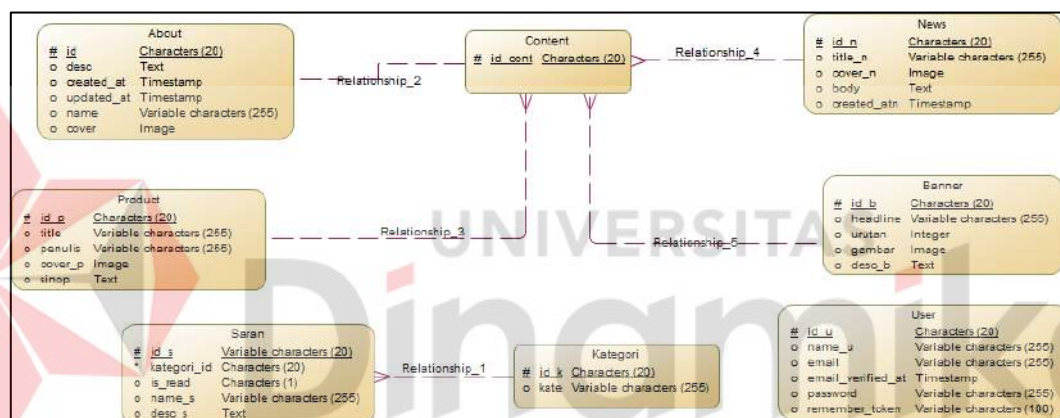 About
# id Characters (20)
o desc Text
o created_at Timestamp
o updated_at Timestamp
o name Variable characters (255)
o cover Image
Content
# id_cont Characters (20)
News
# id_n Characters (20)
o title_n Variable characters (255)
o cover_n Image
o body Text
o created_atn Timestamp
Relationship_2
Relationship_4
Product
# id_p Characters (20)
o title Variable characters (255)
o penulis Variable characters (255)
o cover_p Image
o sinop Text
Relationship_3
Relationship_5
Banner
# id_b Characters (20)
o headline Variable characters (255)
o urutan Integer
o gambar Image
o desc_b Text
UNIVERSITAS
Dinamika
Saran
# id_s Variable characters (20)
* kategori_id Characters (20)
o is_read Characters (1)
o name_s Variable characters (255)
o desc_s Text
Relationship_1
Kategori
# id_k Characters (20)
o kate Variable characters (255)
User
# id_u Characters (20)
o name_u Variable characters (255)
o email Variable characters (255)
o email_verified_at Timestamp
o password Variable characters (255)
o remember_token Variable characters (100)